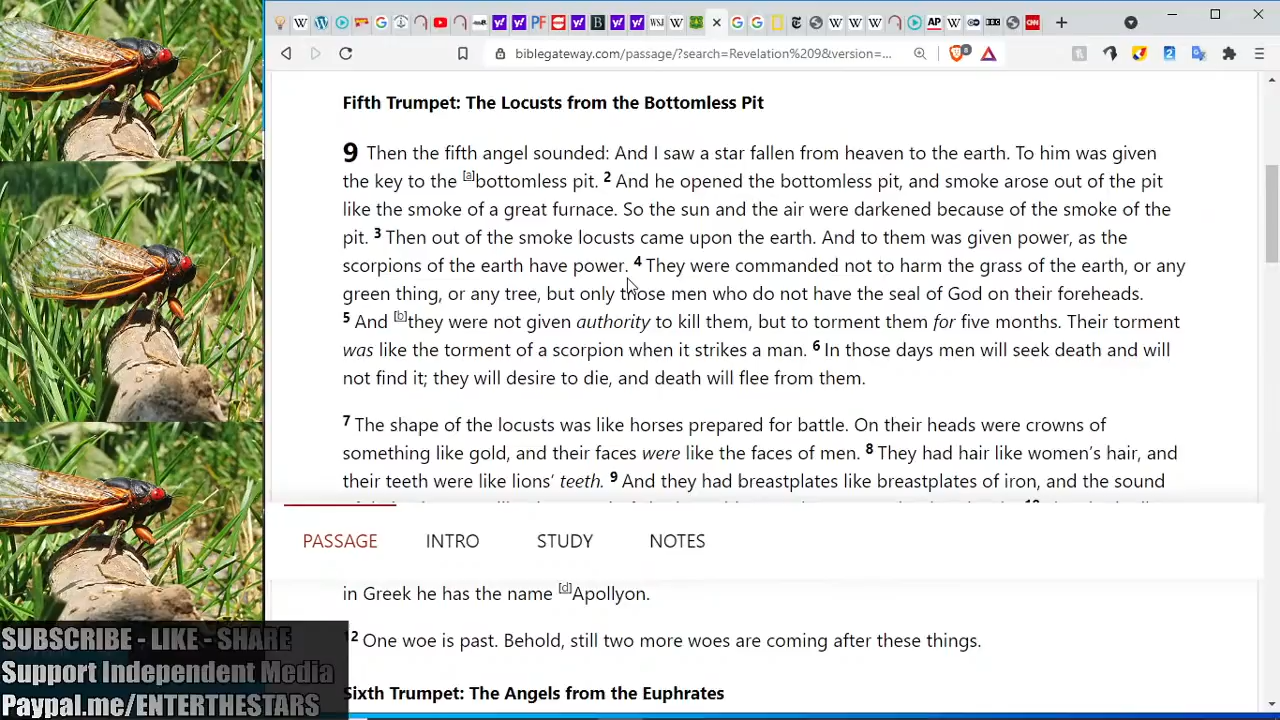 WSJ
AP
BBC
CNN
biblegateway.com/passage/?search=Revelation%209&version=...
Fifth Trumpet: The Locusts from the Bottomless Pit
9 Then the fifth angel sounded: And I saw a star fallen from heaven to the earth. To him was given
the key to the [a]bottomless pit. 2 And he opened the bottomless pit, and smoke arose out of the pit
like the smoke of a great furnace. So the sun and the air were darkened because of the smoke of the
pit. 3 Then out of the smoke locusts came upon the earth. And to them was given power, as the
scorpions of the earth have power. 4 They were commanded not to harm the grass of the earth, or any
green thing, or any tree, but only those men who do not have the seal of God on their foreheads.
5 And [b]they were not given authority to kill them, but to torment them for five months. Their torment
was like the torment of a scorpion when it strikes a man. 6 In those days men will seek death and will
not find it; they will desire to die, and death will flee from them.
7 The shape of the locusts was like horses prepared for battle. On their heads were crowns of
something like gold, and their faces were like the faces of men. 8 They had hair like women's hair, and
their teeth were like lions' teeth. 9 And they had breastplates like breastplates of iron, and the sound
PASSAGE INTRO STUDY NOTES
in Greek he has the name [d]Apollyon.
12 One woe is past. Behold, still two more woes are coming after these things.
Sixth Trumpet: The Angels from the Euphrates
SUBSCRIBE - LIKE - SHARE
Support Independent Media
Paypal.me/ENTERTHESTARS